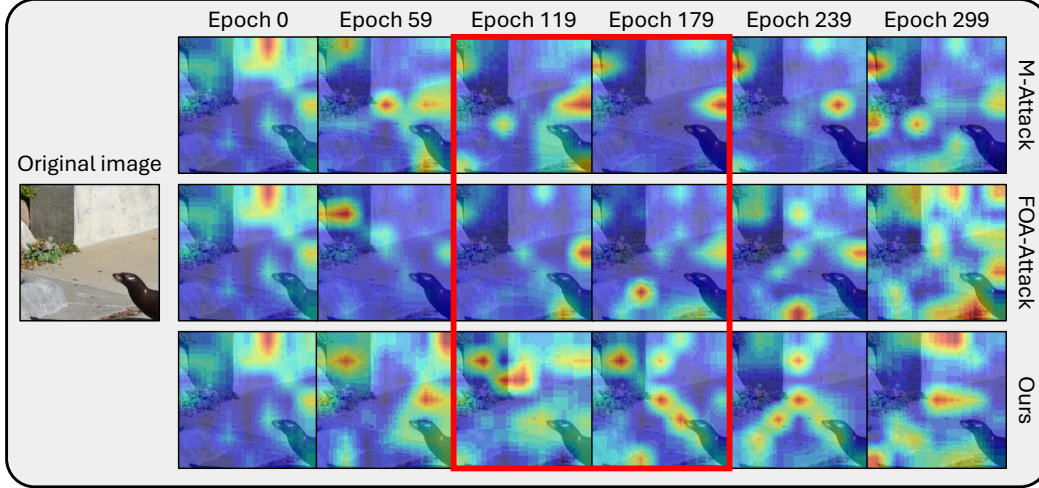 Epoch 0 Epoch 59 Epoch 119 Epoch 179 Epoch 239 Epoch 299
M-Attack
Original image
FOA-Attack
Ours